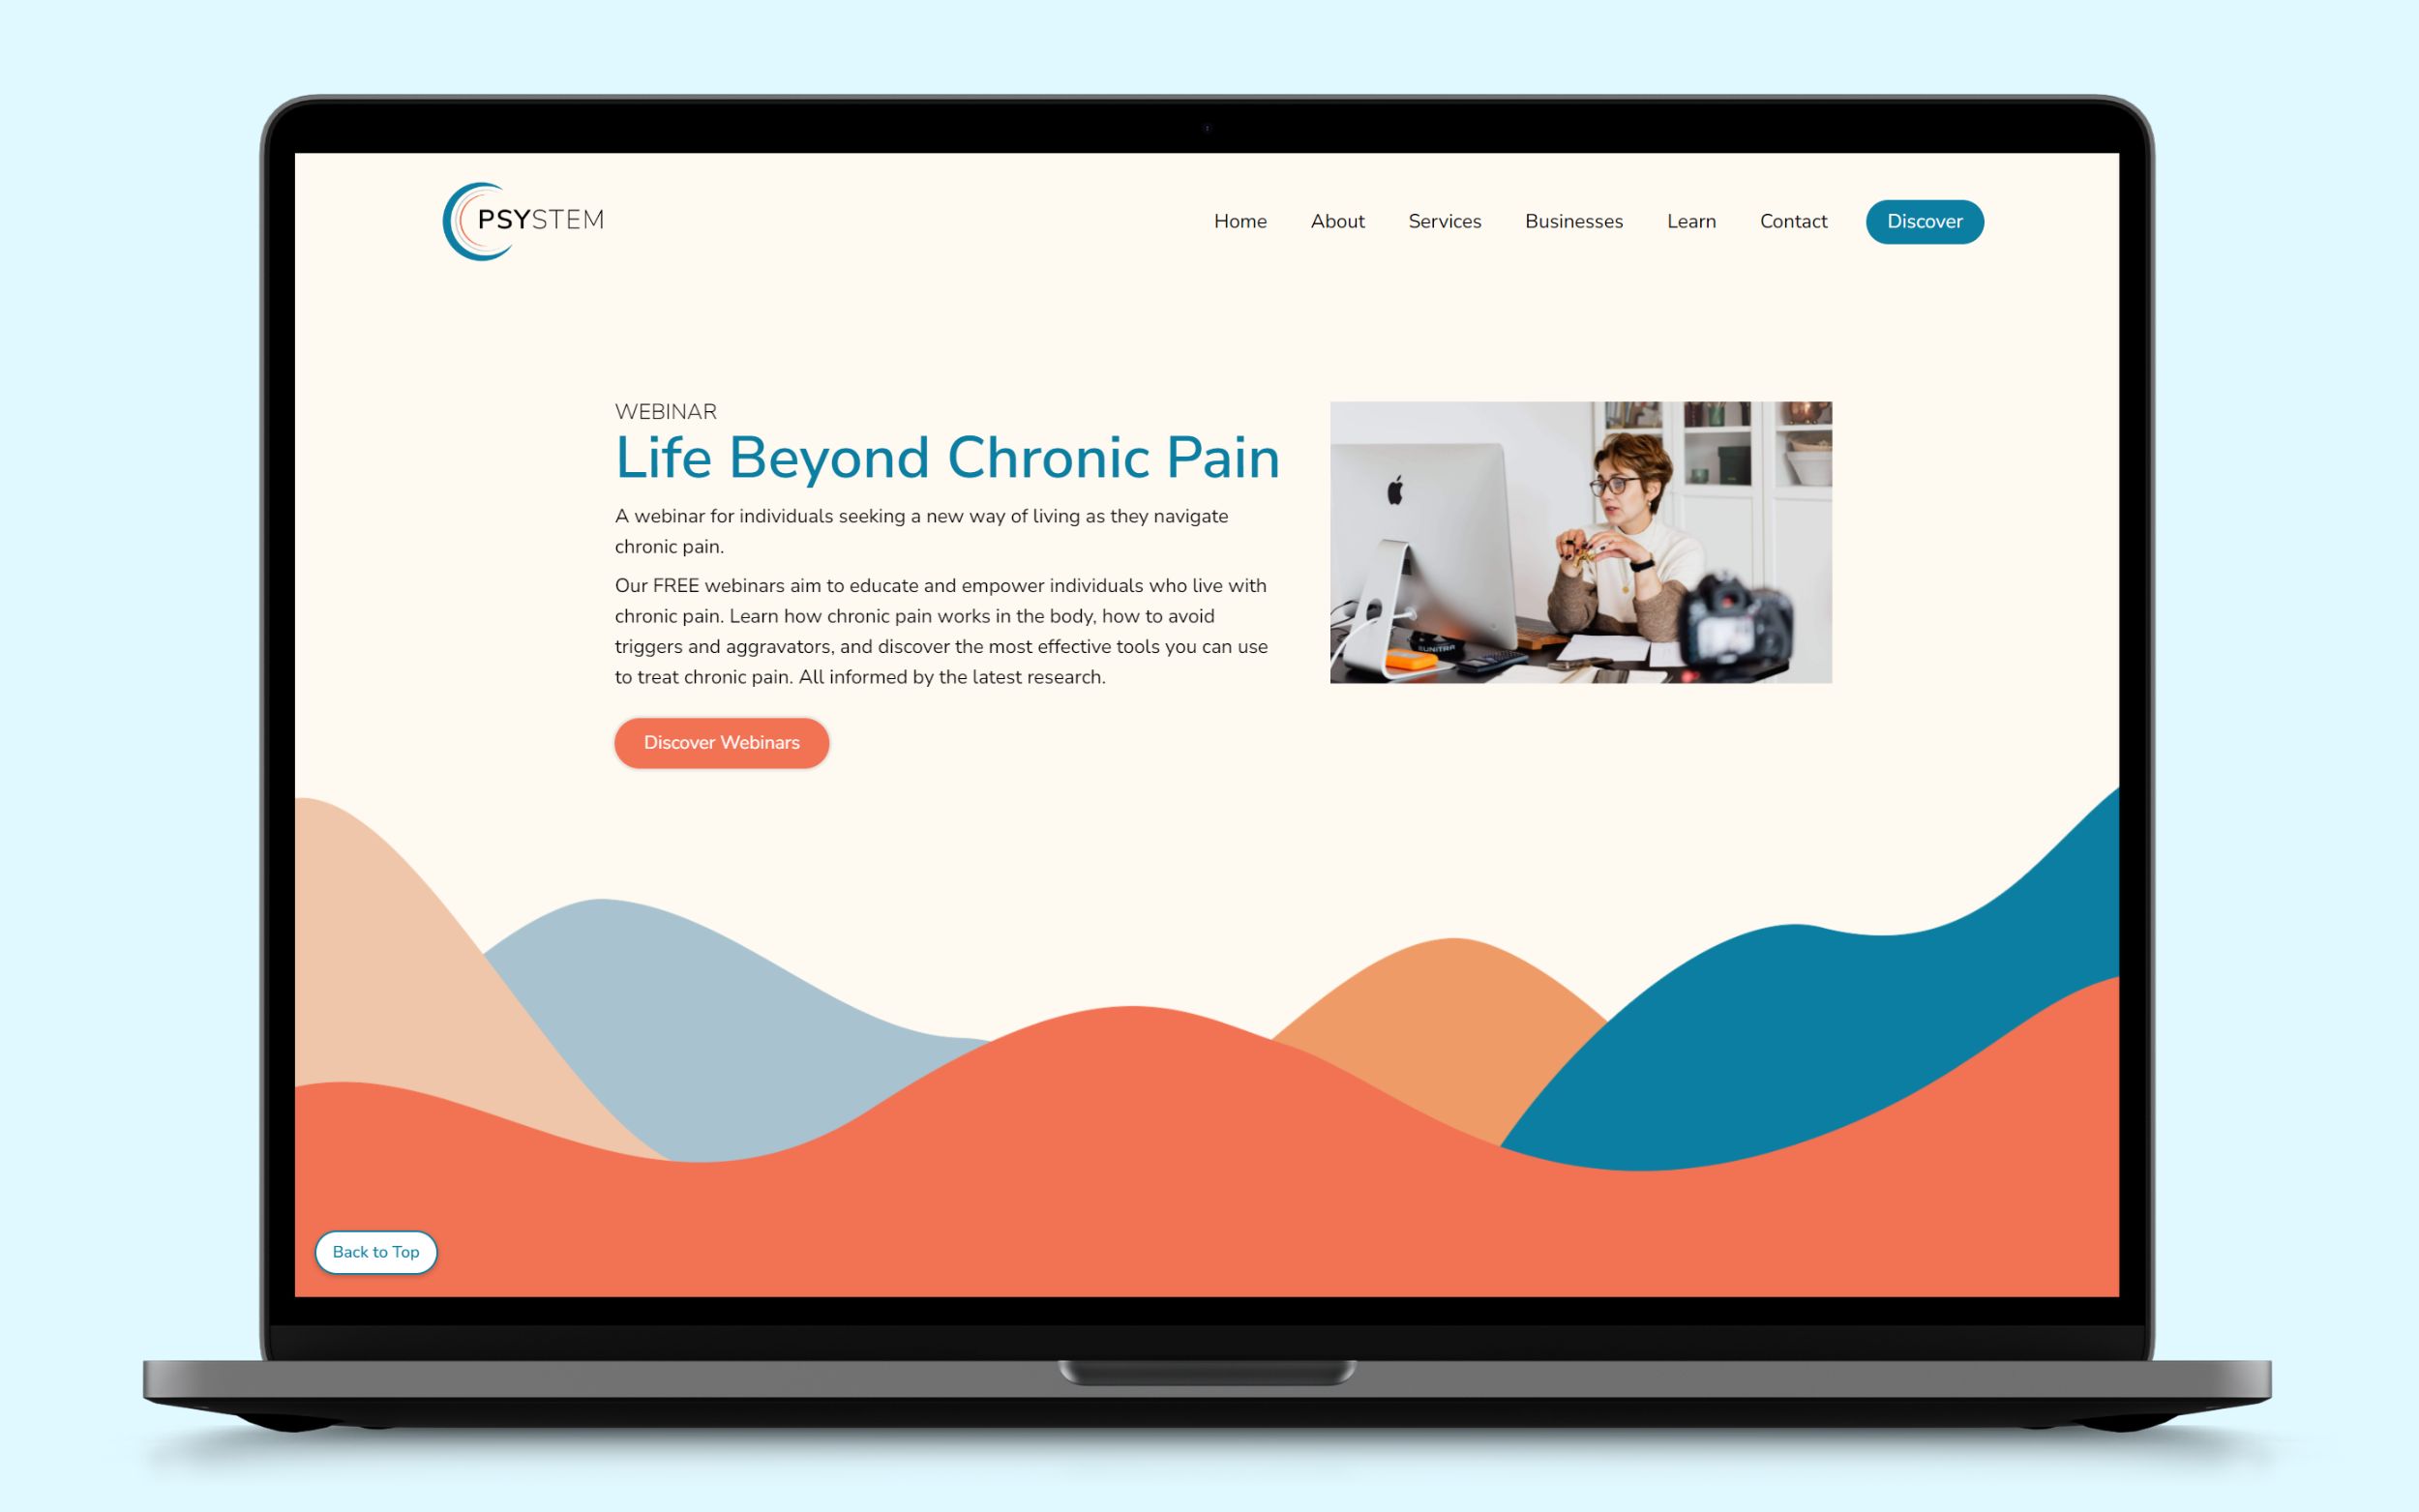 PSYSTEM
Home About Services Businesses Learn Contact Discover
WEBINAR
Life Beyond Chronic Pain
A webinar for individuals seeking a new way of living as they navigate
chronic pain.
Our FREE webinars aim to educate and empower individuals who live with
chronic pain. Learn how chronic pain works in the body, how to avoid
triggers and aggravators, and discover the most effective tools you can use
to treat chronic pain. All informed by the latest research.
SUNITRA
Discover Webinars
Back to Top